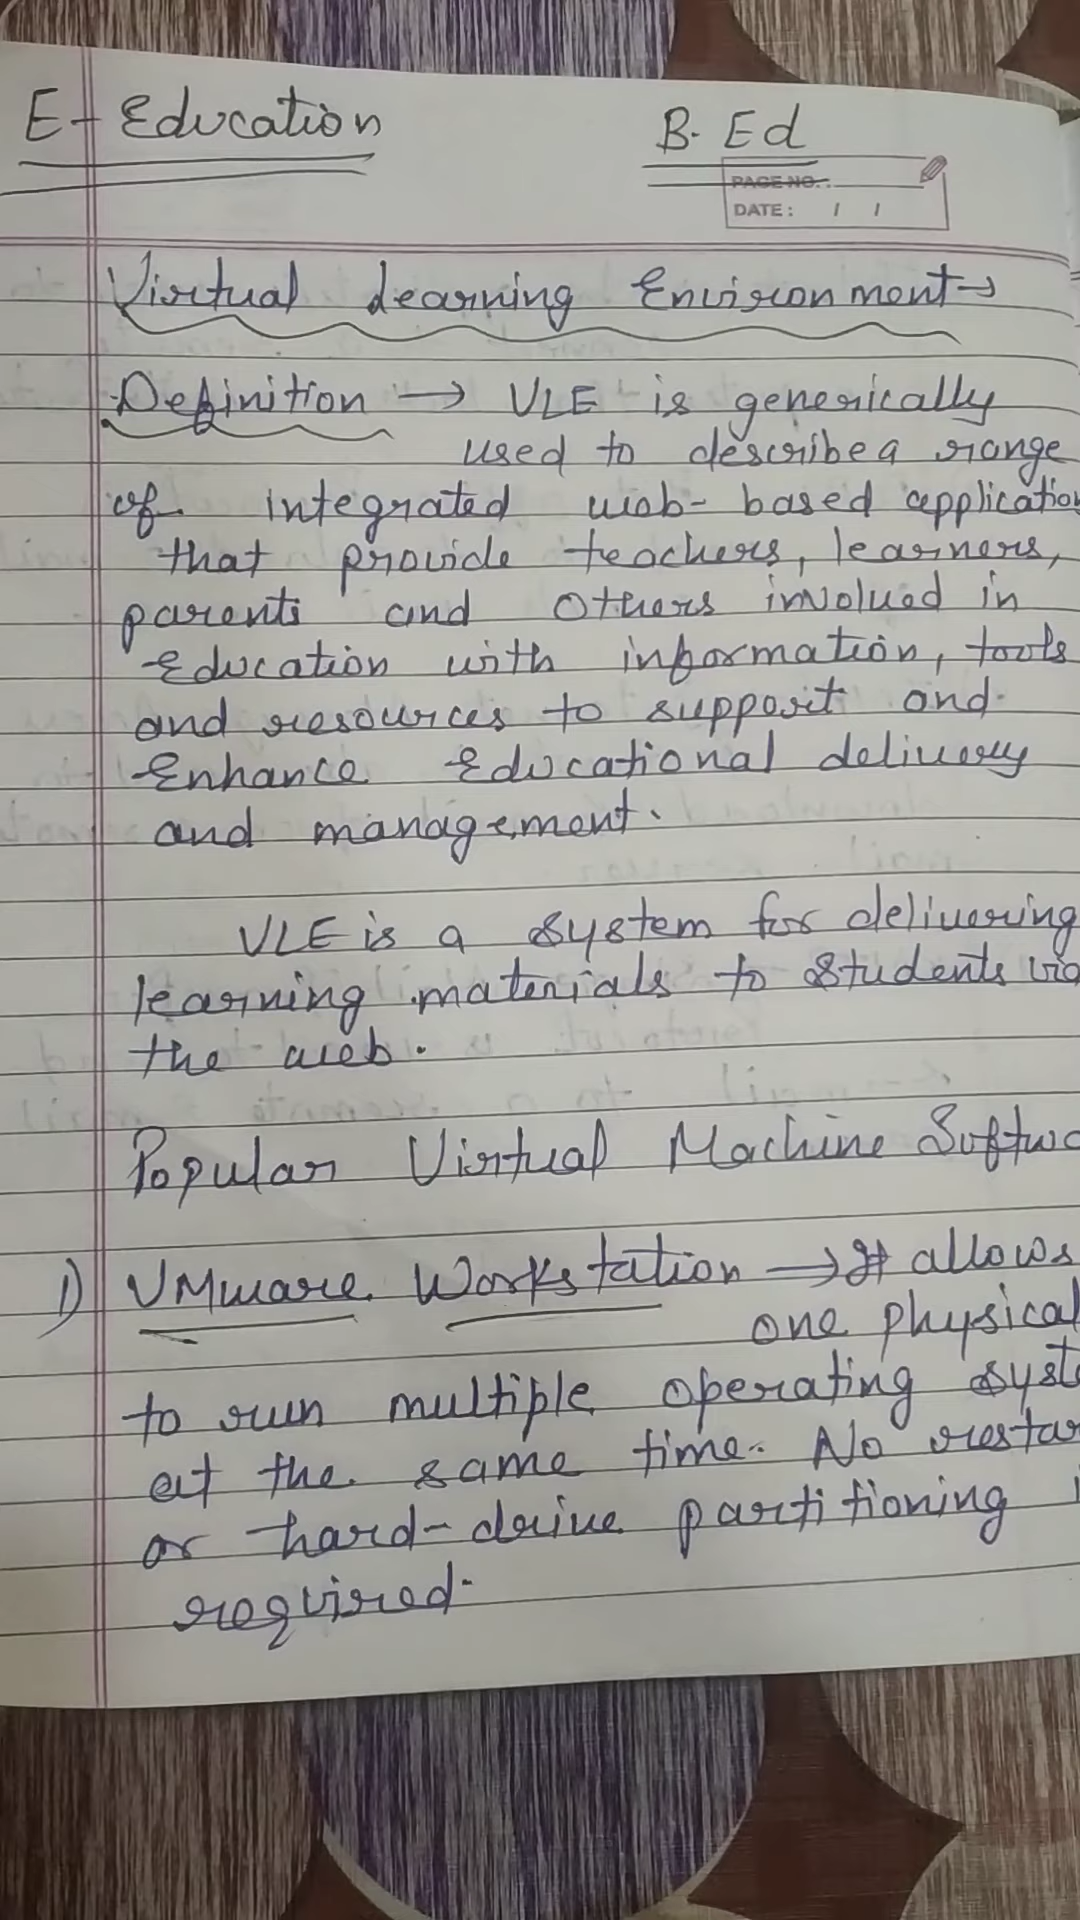 E-Education
B.Ed
PAGE NO.:
DATE: / /
Virtual Learning Environment →
Definition → VLE is generically
used to describe a range
of integrated web-based application
that provide teachers, learners,
parents and others involved in
Education with information, tools
and resources to support and
Enhance Educational delivery
and management.
VLE is a system for delivering
learning materials to students via
the web.
Popular Virtual Machine Softwa
1) VMware Workstation → It allows
one physical
to run multiple operating syste
at the same time. No restar
or hard-drive partitioning i
required.